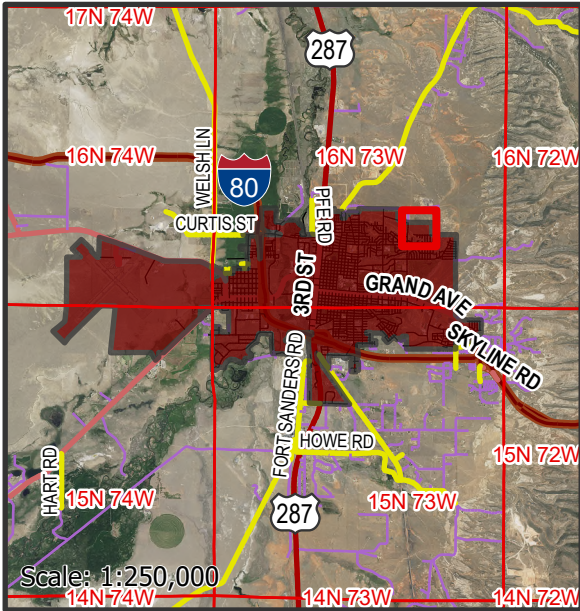 17N 74W
287
16N 74W
WELSH LN
80
16N 73W
16N 72W
PFEI RD
CURTIS ST
3RD ST
GRAND AVE
SKYLINE RD
FORT SANDERS RD
HOWE RD
15N 72W
HART RD
15N 74W
15N 73W
287
Scale: 1:250,000
14N 74W
14N 73W
14N 72W